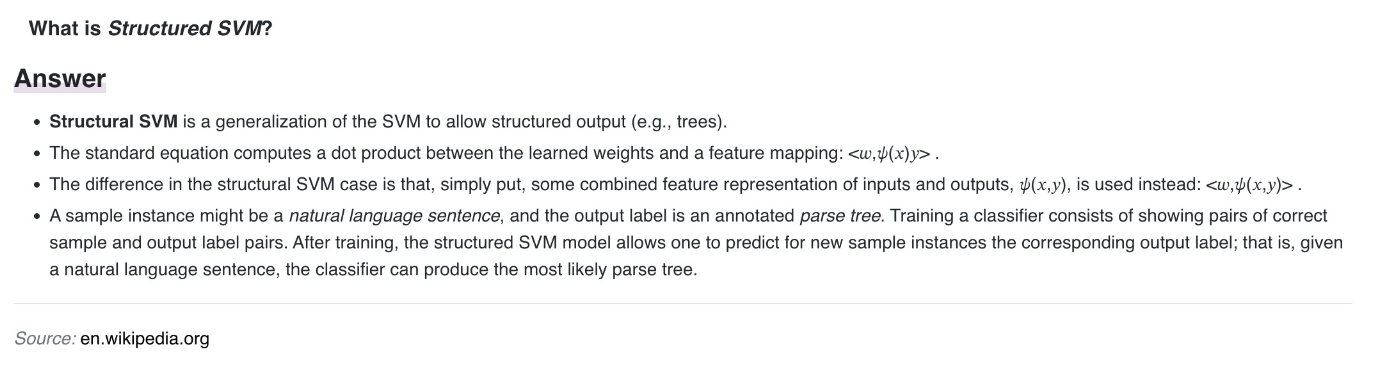 What is Structured SVM?
Answer
• Structural SVM is a generalization of the SVM to allow structured output (e.g., trees).
• The standard equation computes a dot product between the learned weights and a feature mapping: <w,ψ(x)y> .
• The difference in the structural SVM case is that, simply put, some combined feature representation of inputs and outputs, ψ(x,y), is used instead: <w,ψ(x,y)> .
• A sample instance might be a natural language sentence, and the output label is an annotated parse tree. Training a classifier consists of showing pairs of correct
sample and output label pairs. After training, the structured SVM model allows one to predict for new sample instances the corresponding output label; that is, given
a natural language sentence, the classifier can produce the most likely parse tree.
Source: en.wikipedia.org